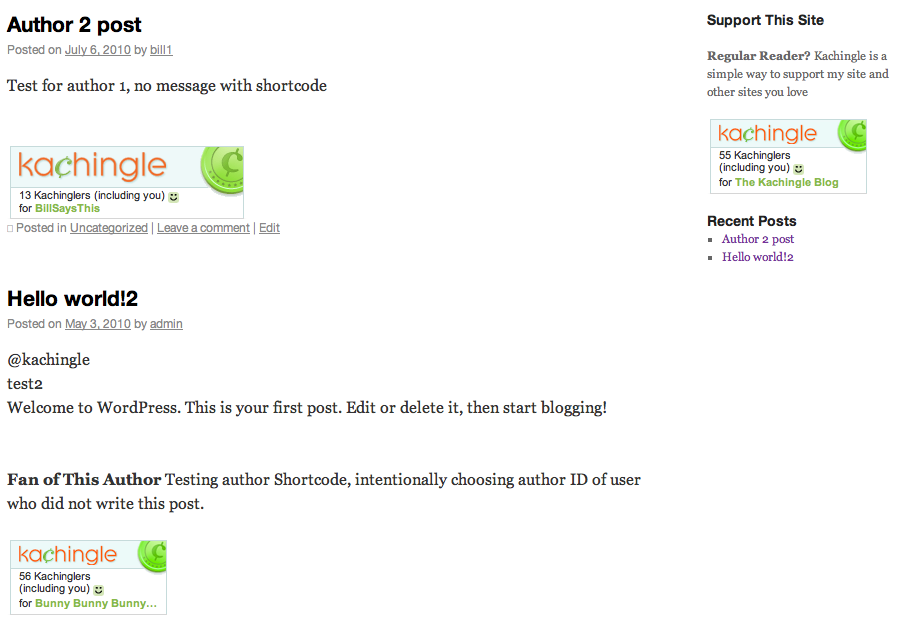 Author 2 post
Posted on July 6, 2010 by bill1
Test for author 1, no message with shortcode
kachingle
13 Kachinglers (including you)
for BillSaysThis
Posted in Uncategorized | Leave a comment | Edit
Hello world!2
Posted on May 3, 2010 by admin
@kachingle
test2
Welcome to WordPress. This is your first post. Edit or delete it, then start blogging!
Fan of This Author Testing author Shortcode, intentionally choosing author ID of user
who did not write this post.
kachingle
56 Kachinglers
(including you)
for Bunny Bunny Bunny...
Support This Site
Regular Reader? Kachingle is a
simple way to support my site and
other sites you love
kachingle
55 Kachinglers
(including you)
for The Kachingle Blog
Recent Posts
Author 2 post
Hello world!2